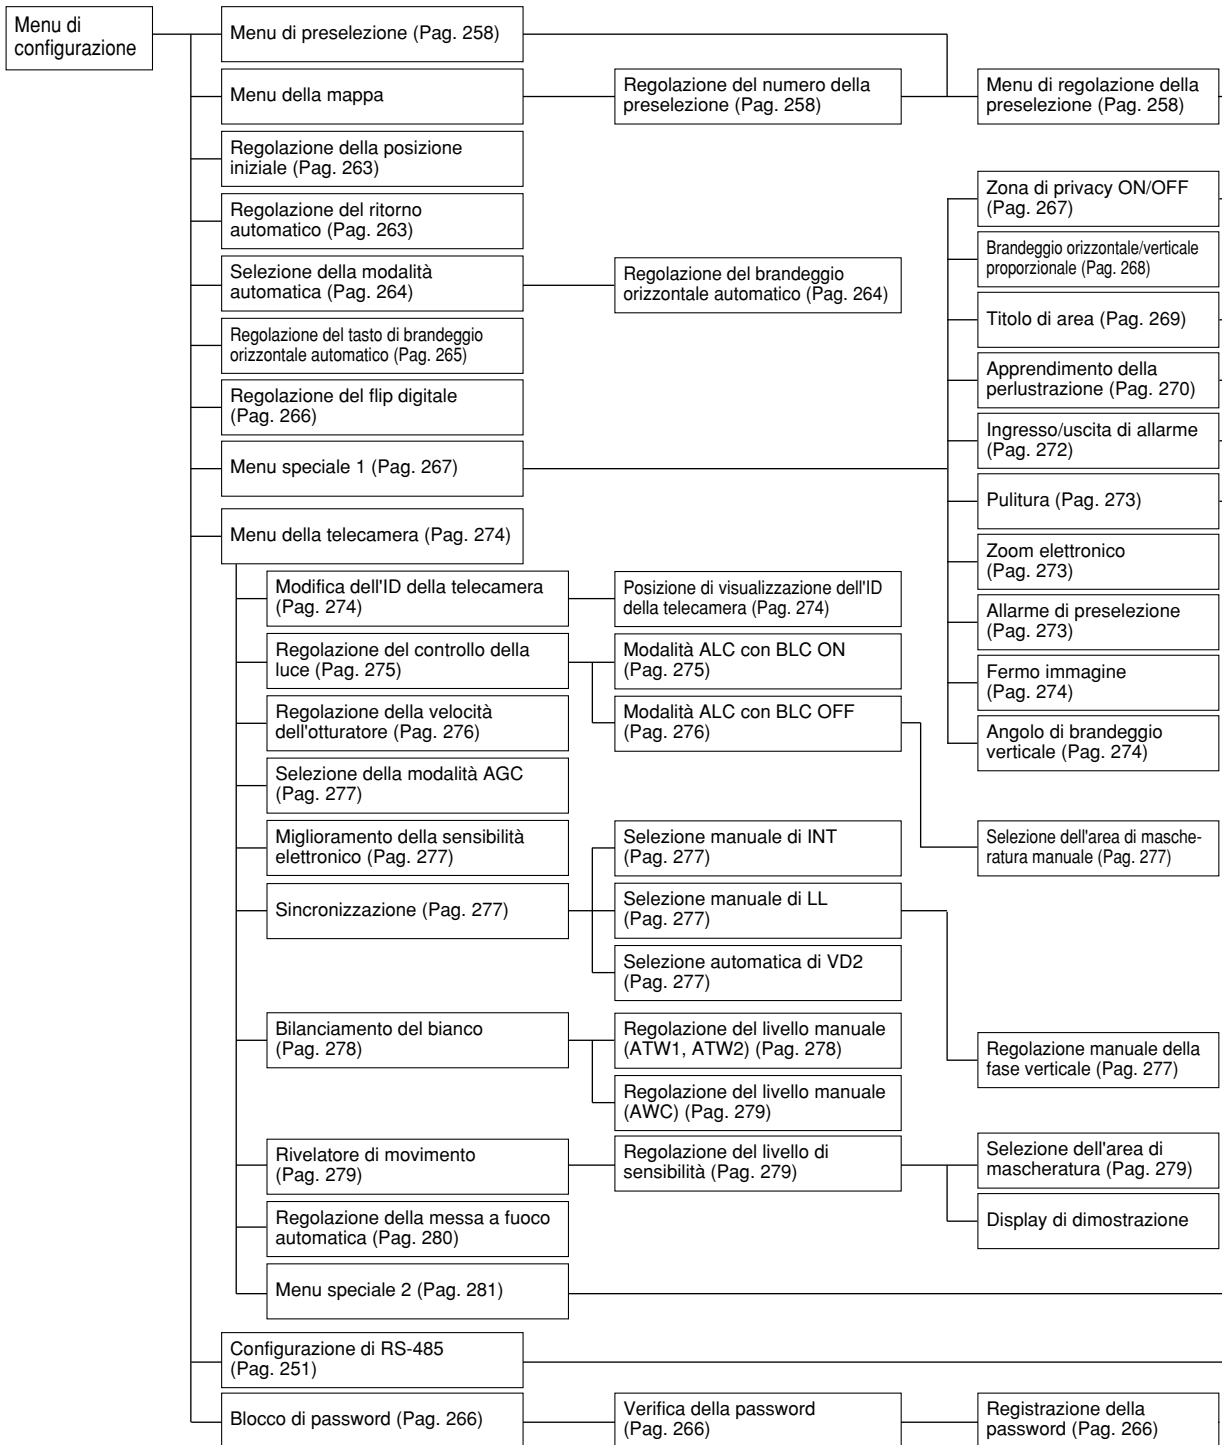 Menu di
configurazione
Menu di preselezione (Pag. 258)
Menu della mappa
Regolazione del numero della
preselezione (Pag. 258)
Menu di regolazione della
preselezione (Pag. 258)
Regolazione della posizione
iniziale (Pag. 263)
Regolazione del ritorno
automatico (Pag. 263)
Selezione della modalità
automatica (Pag. 264)
Regolazione del brandeggio
orizzontale automatico (Pag. 264)
Regolazione del tasto di brandeggio
orizzontale automatico (Pag. 265)
Regolazione del flip digitale
(Pag. 266)
Menu speciale 1 (Pag. 267)
Zona di privacy ON/OFF
(Pag. 267)
Brandeggio orizzontale/verticale
proporzionale (Pag. 268)
Titolo di area (Pag. 269)
Apprendimento della
perlustrazione (Pag. 270)
Ingresso/uscita di allarme
(Pag. 272)
Pulitura (Pag. 273)
Zoom elettronico
(Pag. 273)
Allarme di preselezione
(Pag. 273)
Fermo immagine
(Pag. 274)
Angolo di brandeggio
verticale (Pag. 274)
Menu della telecamera (Pag. 274)
Modifica dell'ID della telecamera
(Pag. 274)
Posizione di visualizzazione dell'ID
della telecamera (Pag. 274)
Regolazione del controllo della
luce (Pag. 275)
Modalità ALC con BLC ON
(Pag. 275)
Modalità ALC con BLC OFF
(Pag. 276)
Regolazione della velocità
dell'otturatore (Pag. 276)
Selezione della modalità AGC
(Pag. 277)
Miglioramento della sensibilità
elettronico (Pag. 277)
Selezione manuale di INT
(Pag. 277)
Selezione dell'area di masche-
ratura manuale (Pag. 277)
Sincronizzazione (Pag. 277)
Selezione manuale di LL
(Pag. 277)
Selezione automatica di VD2
(Pag. 277)
Bilanciamento del bianco
(Pag. 278)
Regolazione del livello manuale
(ATW1, ATW2) (Pag. 278)
Regolazione manuale della
fase verticale (Pag. 277)
Regolazione del livello manuale
(AWC) (Pag. 279)
Rivelatore di movimento
(Pag. 279)
Regolazione del livello di
sensibilità (Pag. 279)
Selezione dell'area di
mascheratura (Pag. 279)
Display di dimostrazione
Regolazione della messa a fuoco
automatica (Pag. 280)
Menu speciale 2 (Pag. 281)
Configurazione di RS-485
(Pag. 251)
Blocco di password (Pag. 266)
Verifica della password
(Pag. 266)
Registrazione della
password (Pag. 266)